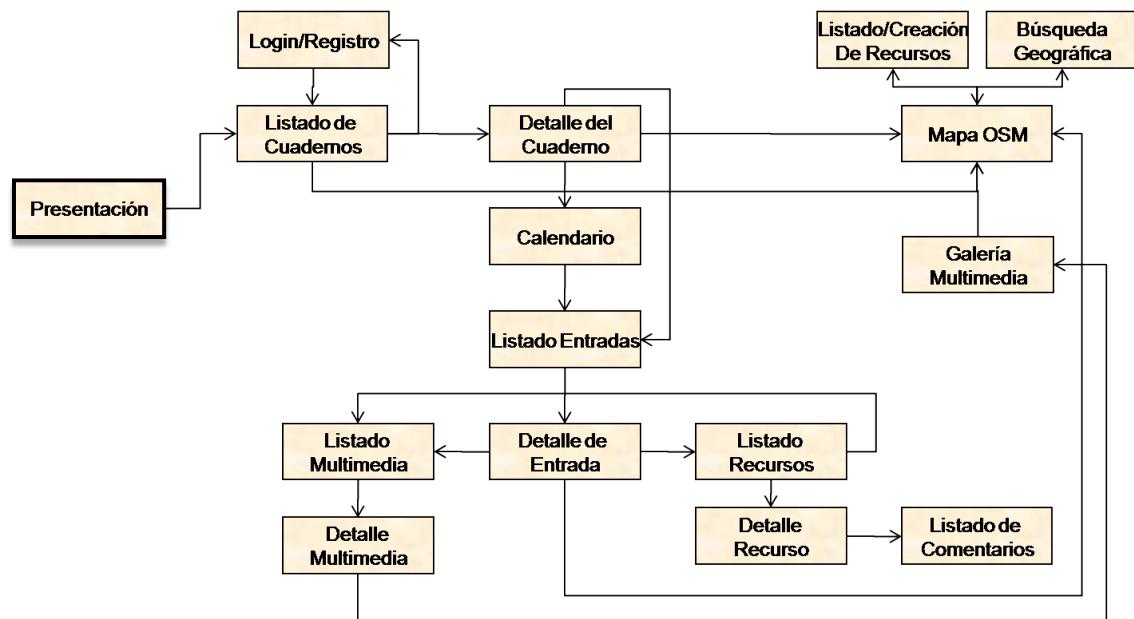 Login/Registro
Listado/Creación
De Recursos
Búsqueda
Geográfica
Listado de
Cuadernos
Detalle del
Cuaderno
Mapa OSM
Presentación
Calendario
Galería
Multimedia
Listado Entradas
Listado
Multimedia
Detalle de
Entrada
Listado
Recursos
Detalle
Multimedia
Detalle
Recurso
Listado de
Comentarios